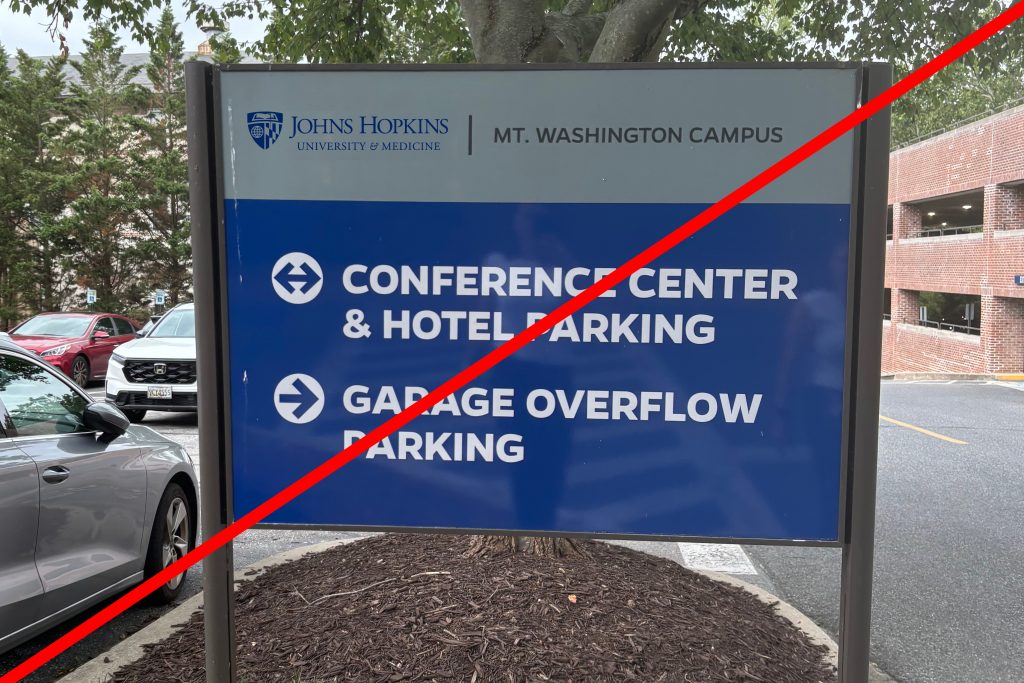 JOHNS HOPKINS
UNIVERSITY & MEDICINE
MT. WASHINGTON CAMPUS
CONFERENCE CENTER
& HOTEL PARKING
GARAGE OVERFLOW
PARKING